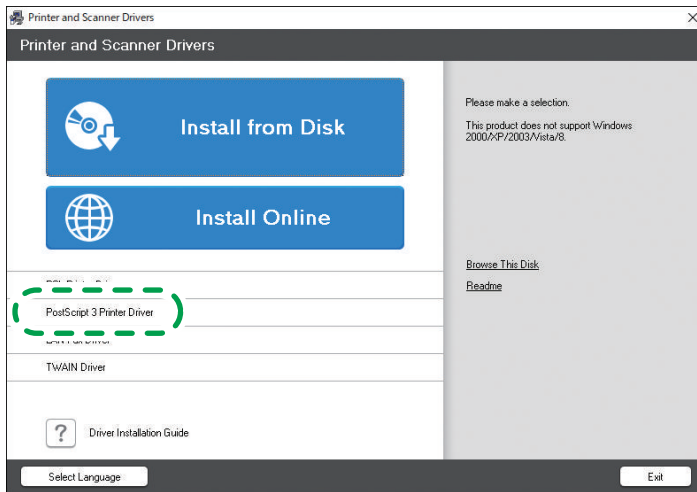 Printer and Scanner Drivers
Printer and Scanner Drivers
Install from Disk
Install Online
PostScript 3 Printer Driver
TWAIN Driver
Driver Installation Guide
Please make a selection.
This product does not support Windows
2000/XP/2003/Vista/8.
Browse This Disk
Readme
Select Language
Exit